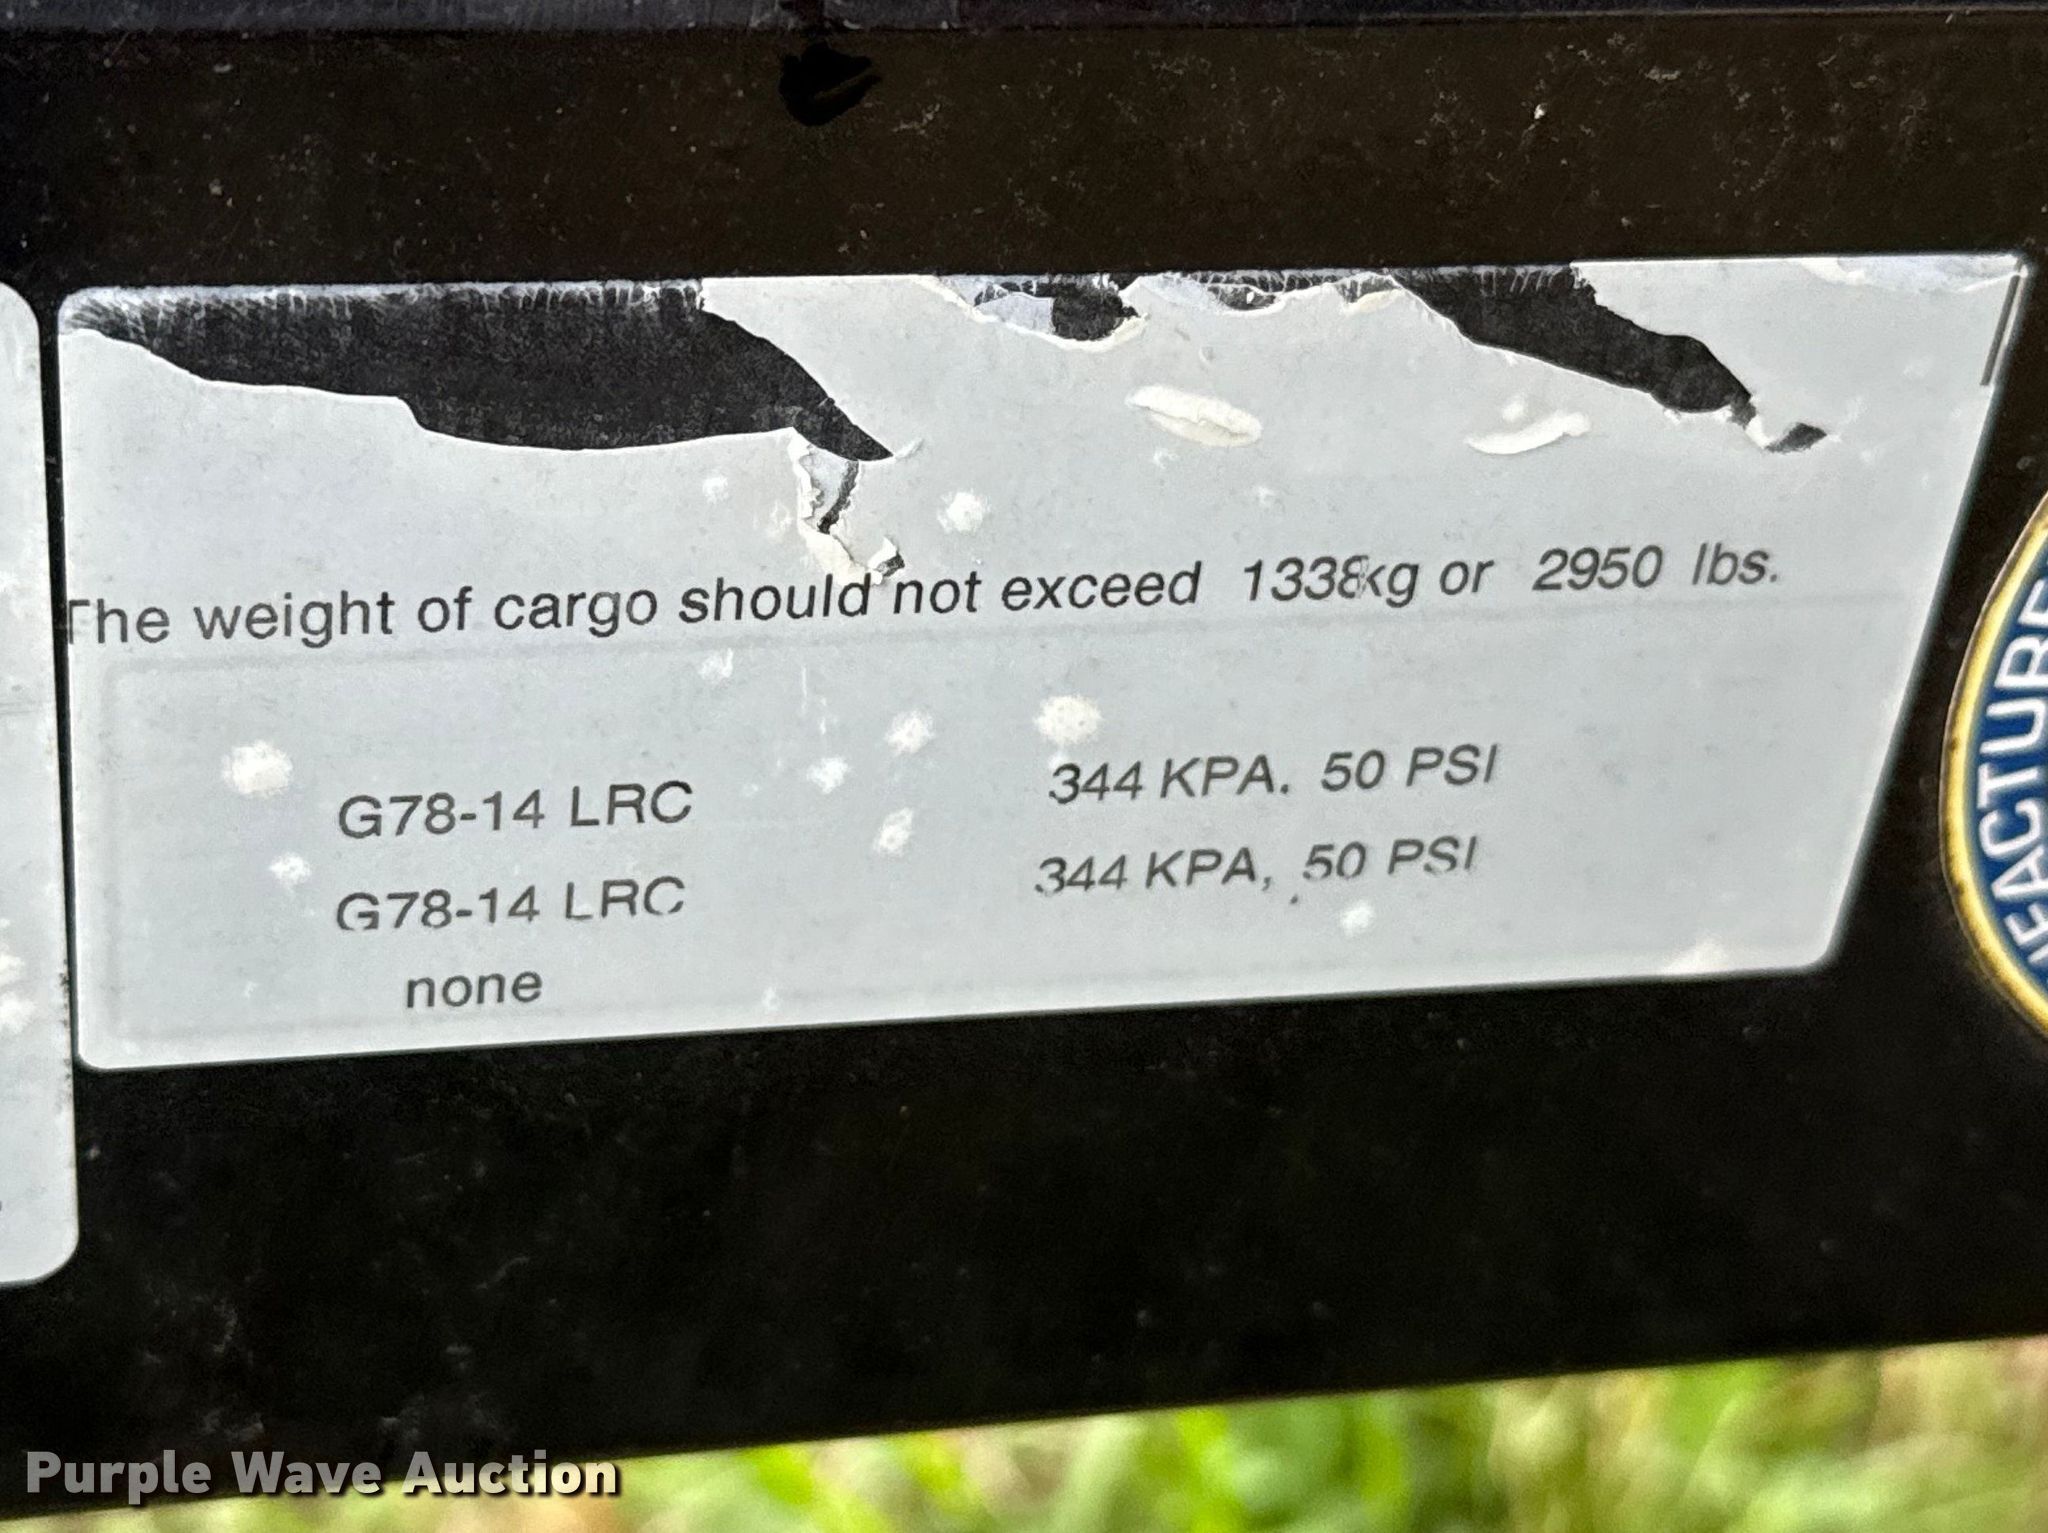 The weight of cargo should not exceed 1338kg or 2950 lbs.
G78-14 LRC 344 KPA. 50 PSI
G78-14 LRC 344 KPA, 50 PSI
none
Purple Wave Auction